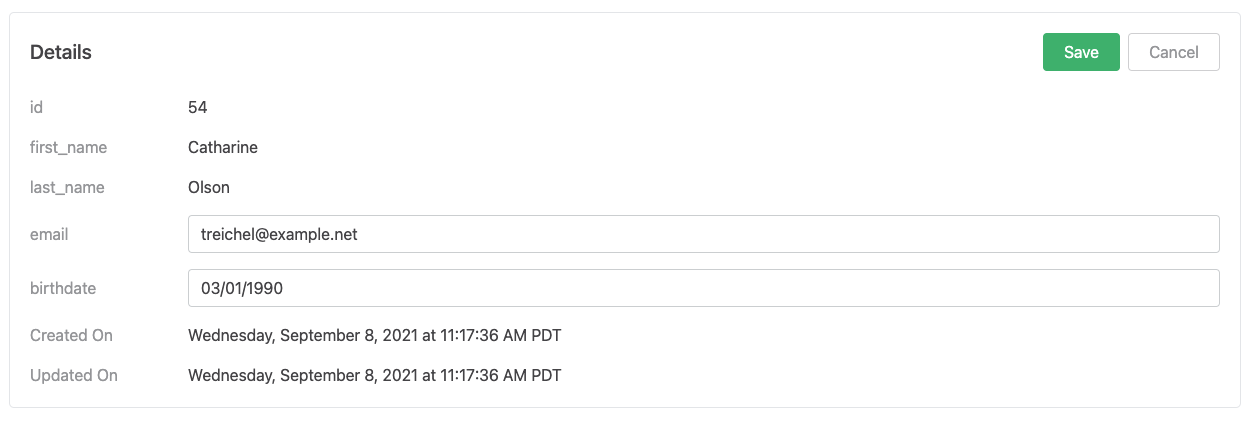 Details Save Cancel
id 54
first_name Catharine
last_name Olson
email treichel@example.net
birthdate 03/01/1990
Created On Wednesday, September 8, 2021 at 11:17:36 AM PDT
Updated On Wednesday, September 8, 2021 at 11:17:36 AM PDT